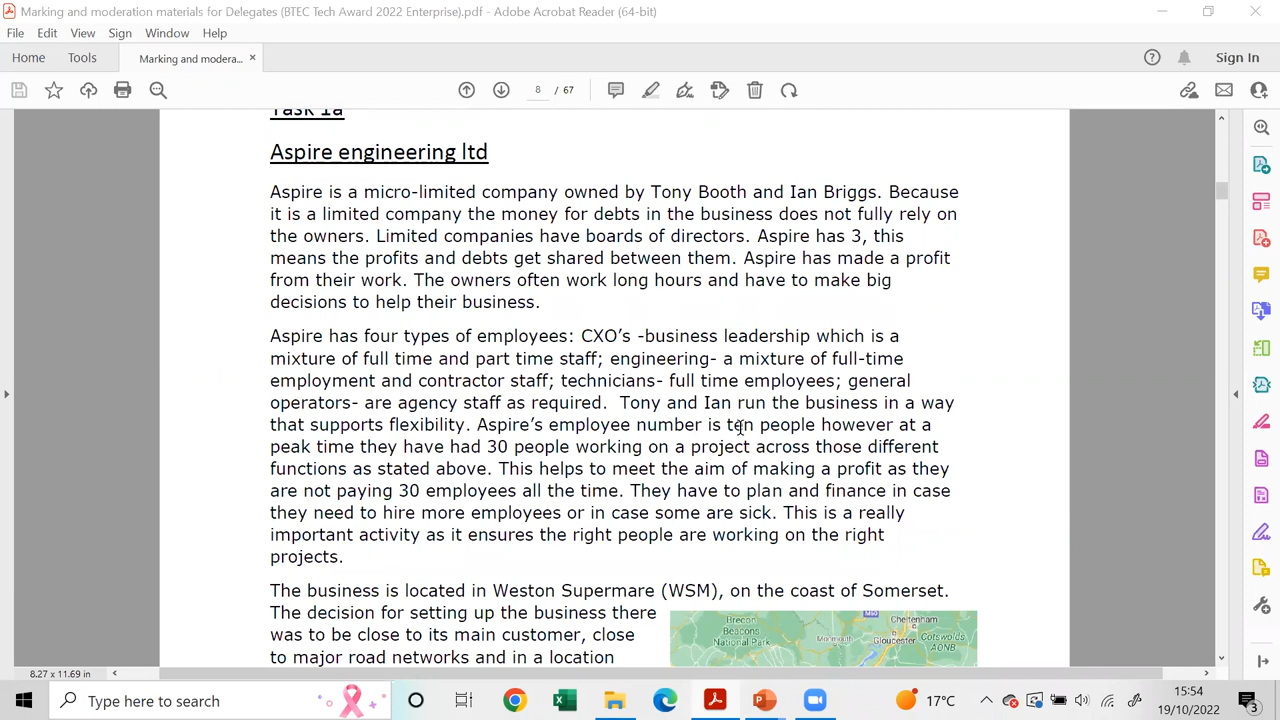 Marking and moderation materials for Delegates (BTEC Tech Award 2022 Enterprise).pdf - Adobe Acrobat Reader (64-bit)
File Edit View Sign Window Help
Home Tools Marking and modera... × Sign In
8 / 67
Task 1a
Aspire engineering ltd
Aspire is a micro-limited company owned by Tony Booth and Ian Briggs. Because
it is a limited company the money for debts in the business does not fully rely on
the owners. Limited companies have boards of directors. Aspire has 3, this
means the profits and debts get shared between them. Aspire has made a profit
from their work. The owners often work long hours and have to make big
decisions to help their business.
Aspire has four types of employees: CXO's -business leadership which is a
mixture of full time and part time staff; engineering- a mixture of full-time
employment and contractor staff; technicians- full time employees; general
operators- are agency staff as required. Tony and Ian run the business in a way
that supports flexibility. Aspire's employee number is ten people however at a
peak time they have had 30 people working on a project across those different
functions as stated above. This helps to meet the aim of making a profit as they
are not paying 30 employees all the time. They have to plan and finance in case
they need to hire more employees or in case some are sick. This is a really
important activity as it ensures the right people are working on the right
projects.
The business is located in Weston Supermare (WSM), on the coast of Somerset.
The decision for setting up the business there
was to be close to its main customer, close
to major road networks and in a location
Brecon
Beacons
National Park
Monmouth
Gloucester
Cheltenham
Cotswolds
AONB
8.27 x 11.69 in
Type here to search
17°C
15:54
19/10/2022
3